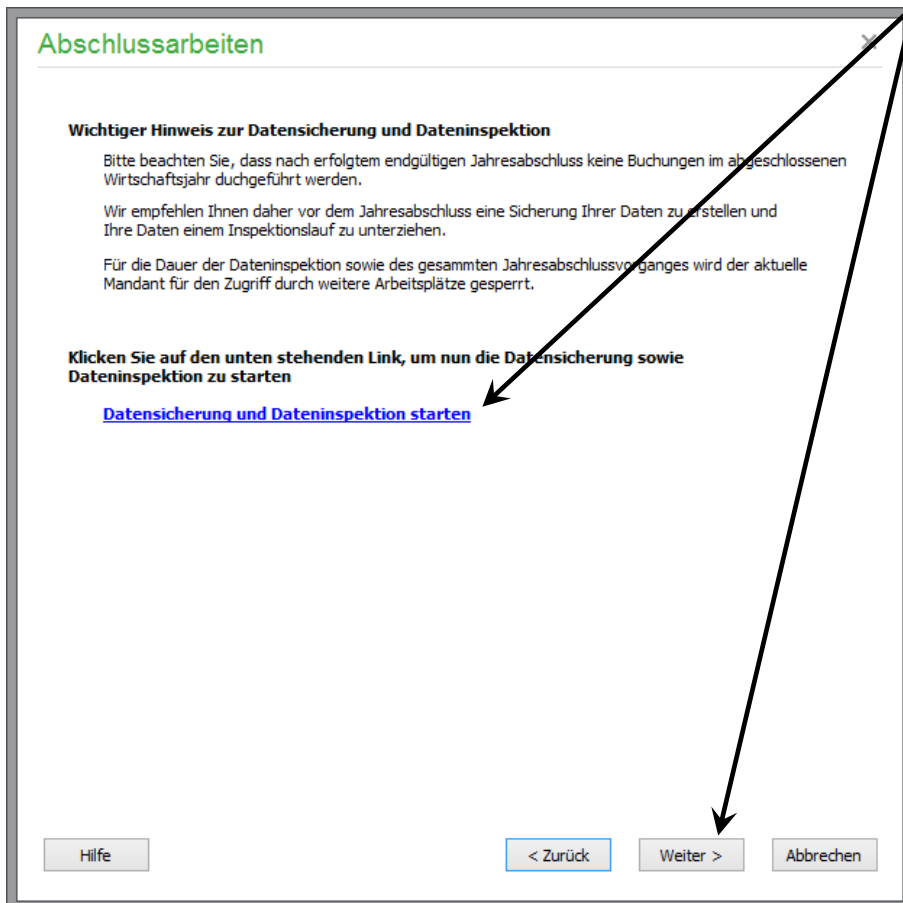 Abschlussarbeiten
Wichtiger Hinweis zur Datensicherung und Dateninspektion
Bitte beachten Sie, dass nach erfolgtem endgültigen Jahresabschluss keine Buchungen im abgeschlossenen
Wirtschaftsjahr duchgeführt werden.
Wir empfehlen Ihnen daher vor dem Jahresabschluss eine Sicherung Ihrer Daten zu erstellen und
Ihre Daten einem Inspektionslauf zu unterziehen.
Für die Dauer der Dateninspektion sowie des gesammten Jahresabschlussvorganges wird der aktuelle
Mandant für den Zugriff durch weitere Arbeitsplätze gesperrt.
Klicken Sie auf den unten stehenden Link, um nun die Datensicherung sowie
Dateninspektion zu starten
Datensicherung und Dateninspektion starten
Hilfe < Zurück Weiter > Abbrechen